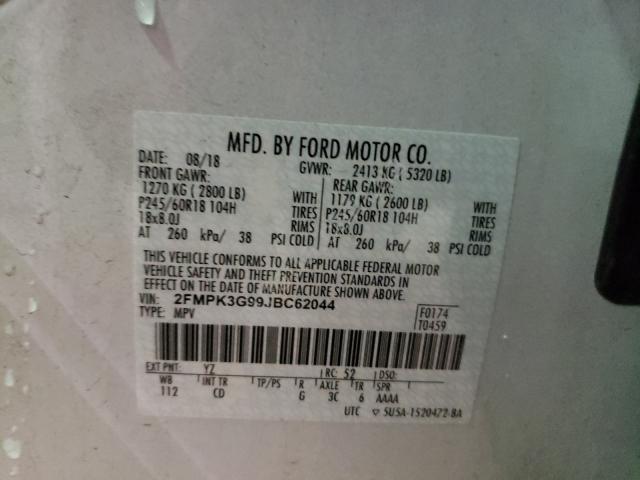 MFD. BY FORD MOTOR CO.
DATE: 08/18 GVWR: 2413 KG ( 5320 LB)
FRONT GAWR: REAR GAWR:
1270 KG ( 2800 LB) WITH 1179 KG ( 2600 LB) WITH
P245/60R18 104H TIRES P245/60R18 104H TIRES
18x8.0J RIMS 18x8.0J RIMS
AT 260 kPa/ 38 PSI COLD AT 260 kPa/ 38 PSI COLD
THIS VEHICLE CONFORMS TO ALL APPLICABLE FEDERAL MOTOR
VEHICLE SAFETY AND THEFT PREVENTION STANDARDS IN
EFFECT ON THE DATE OF MANUFACTURE SHOWN ABOVE.
VIN: 2FMPK3G99JBC62044 F0174
TYPE: MPV T0459
EXT PNT: YZ RC: 52 DSO:
WB INT TR TP/PS R AXLE TR SPR
112 CD G 3C 6 AAAA
UTC ▽ 5U5A-1520472-BA